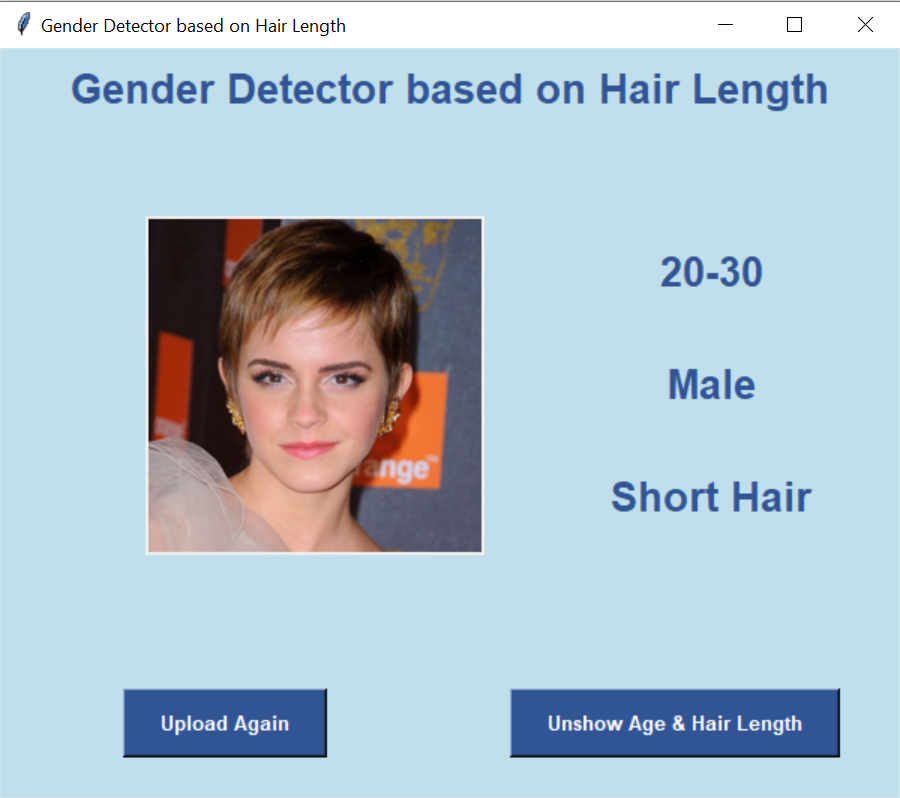 Gender Detector based on Hair Length
Gender Detector based on Hair Length
20-30
Male
Short Hair
ange™
Upload Again
Unshow Age & Hair Length